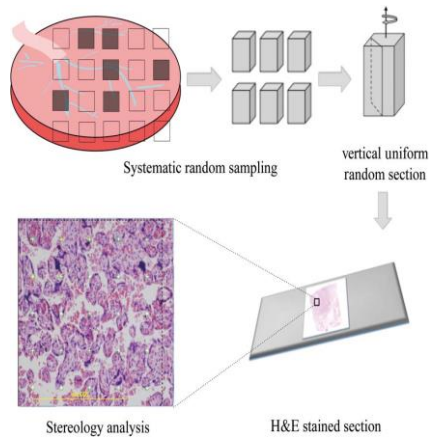 Systematic random sampling
vertical uniform
random section
Stereology analysis
H&E stained section